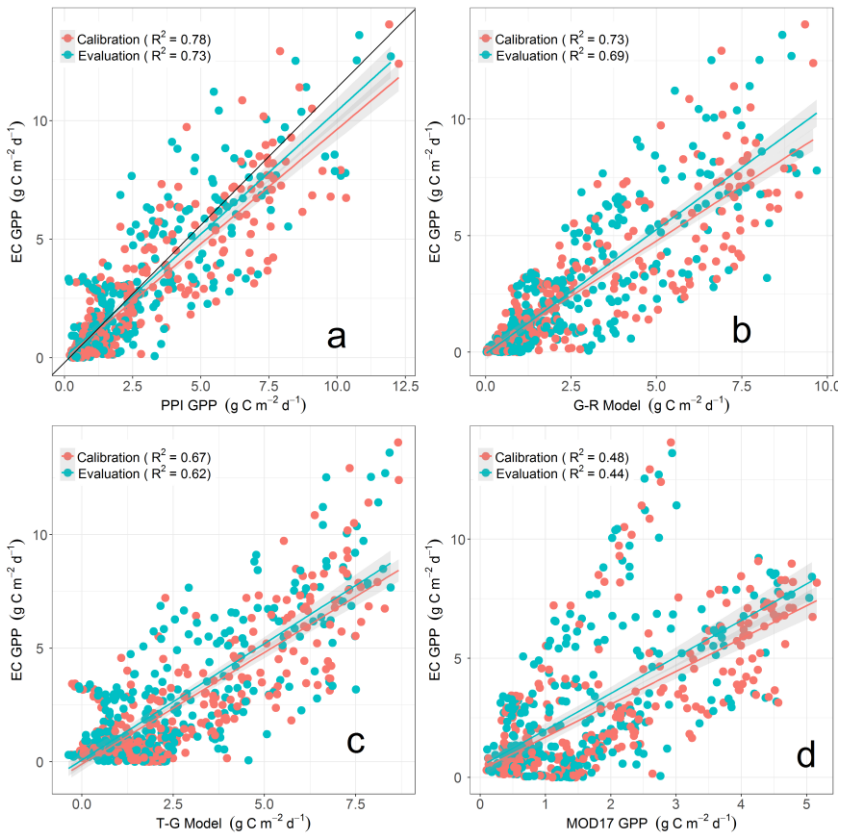 Calibration ( R² = 0.78)
Evaluation ( R² = 0.73)
EC GPP (g C m⁻² d⁻¹)
10
5
0
a
0.0 2.5 5.0 7.5 10.0 12.5
PPI GPP (g C m⁻² d⁻¹)
Calibration ( R² = 0.73)
Evaluation ( R² = 0.69)
EC GPP (g C m⁻² d⁻¹)
10
5
0
b
0.0 2.5 5.0 7.5 10.0
G-R Model (g C m⁻² d⁻¹)
Calibration ( R² = 0.67)
Evaluation ( R² = 0.62)
EC GPP (g C m⁻² d⁻¹)
10
5
0
c
0.0 2.5 5.0 7.5
T-G Model (g C m⁻² d⁻¹)
Calibration ( R² = 0.48)
Evaluation ( R² = 0.44)
EC GPP (g C m⁻² d⁻¹)
10
5
0
d
0 1 2 3 4 5
MOD17 GPP (g C m⁻² d⁻¹)